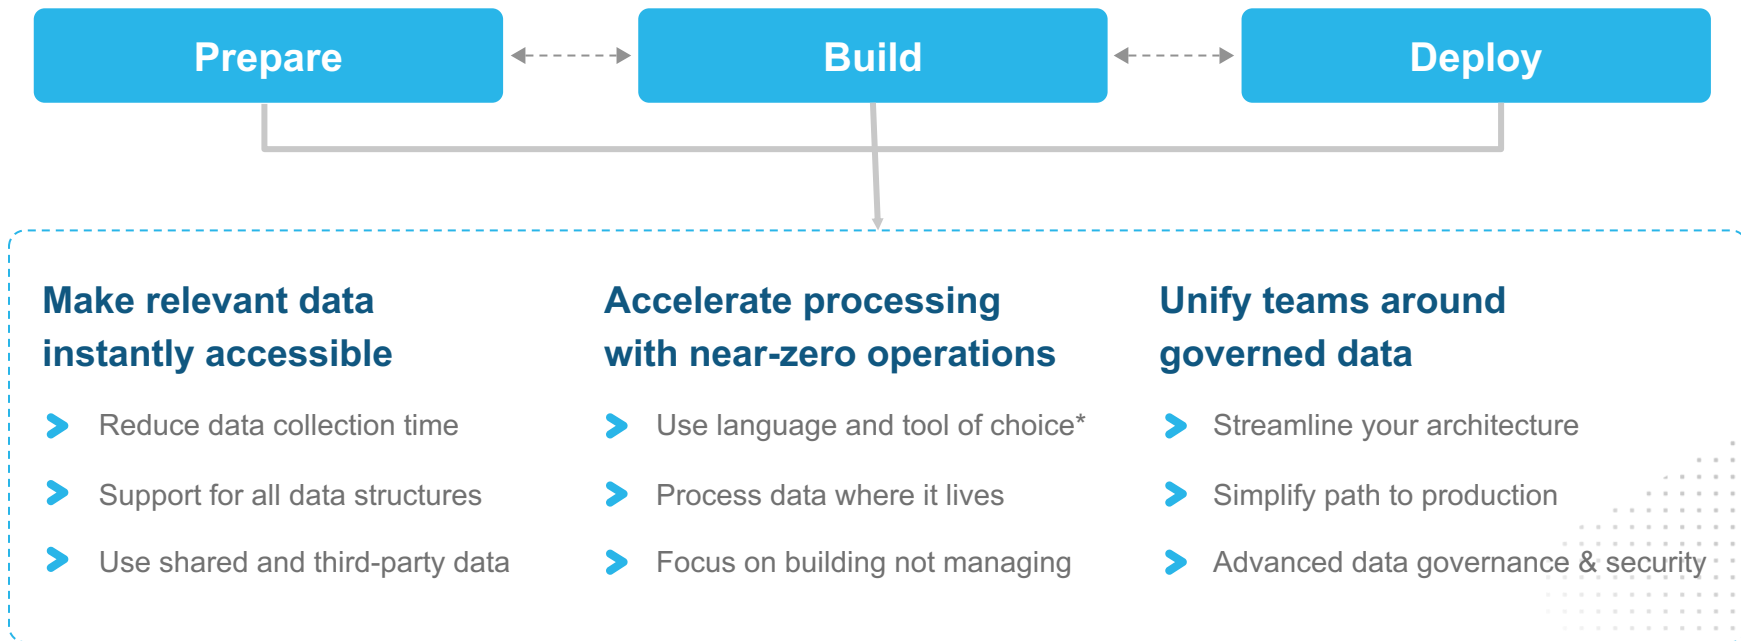 Prepare
Build
Deploy
Make relevant data
instantly accessible
Reduce data collection time
Support for all data structures
Use shared and third-party data
Accelerate processing
with near-zero operations
Use language and tool of choice*
Process data where it lives
Focus on building not managing
Unify teams around
governed data
Streamline your architecture
Simplify path to production
Advanced data governance & security